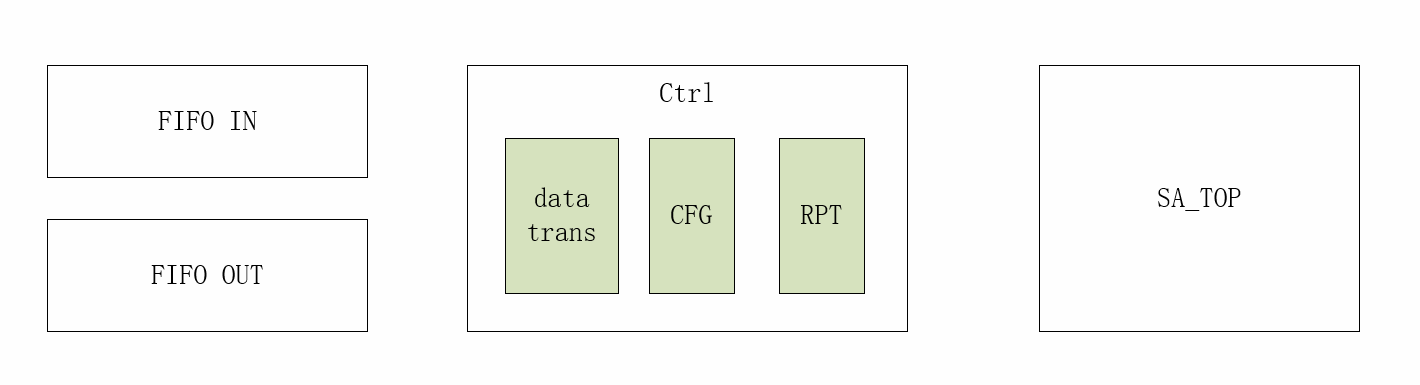 FIFO IN
FIFO OUT
Ctrl
data
trans
CFG
RPT
SA_TOP